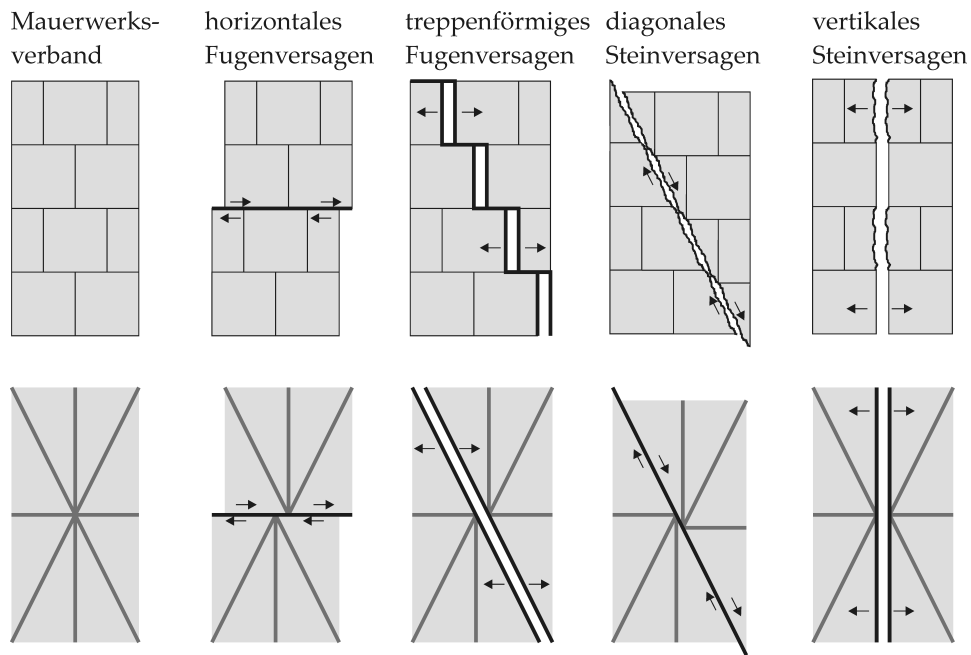 Mauerwerks-
verband
horizontales
Fugenversagen
treppenförmiges
Fugenversagen
diagonales
Steinversagen
vertikales
Steinversagen